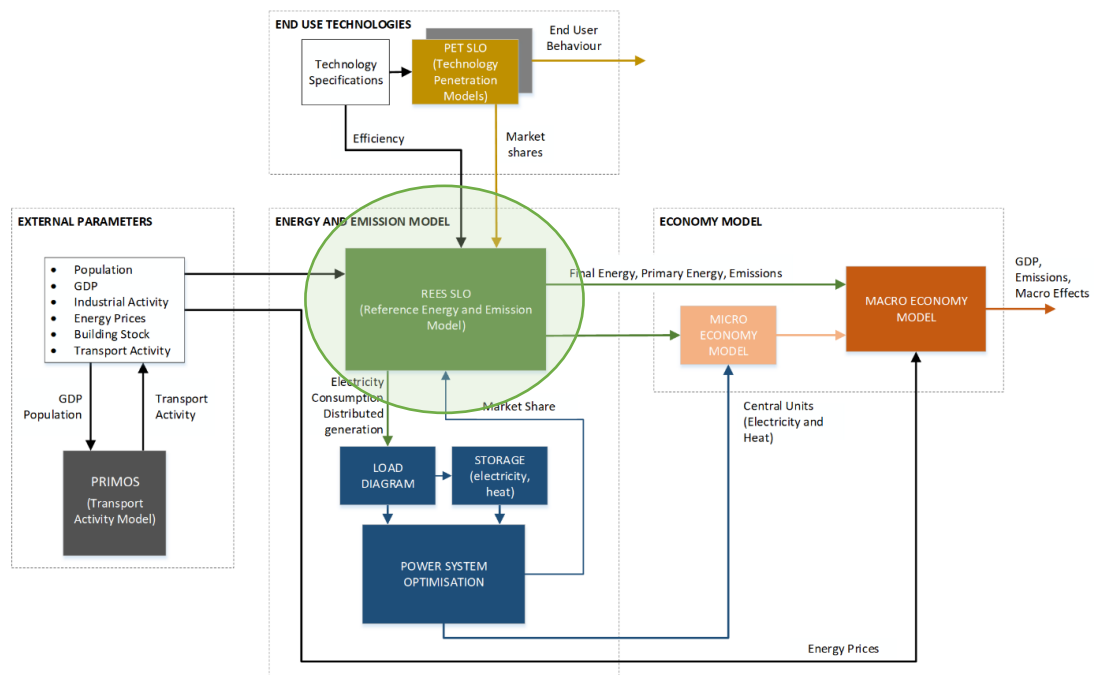 END USE TECHNOLOGIES
Technology
Specifications
PET SLO
(Technology
Penetration
Models)
End User
Behaviour
Efficiency
Market
shares
EXTERNAL PARAMETERS
• Population
• GDP
• Industrial Activity
• Energy Prices
• Building Stock
• Transport Activity
GDP
Population
Transport
Activity
PRIMOS
(Transport
Activity Model)
ENERGY AND EMISSION MODEL
REES SLO
(Reference Energy and Emission
Model)
Final Energy, Primary Energy, Emissions
Electricity
Consumption
Distributed
generation
Market Share
LOAD
DIAGRAM
STORAGE
(electricity,
heat)
POWER SYSTEM
OPTIMISATION
ECONOMY MODEL
MICRO
ECONOMY
MODEL
MACRO ECONOMY
MODEL
GDP,
Emissions,
Macro Effects
Central Units
(Electricity and
Heat)
Energy Prices